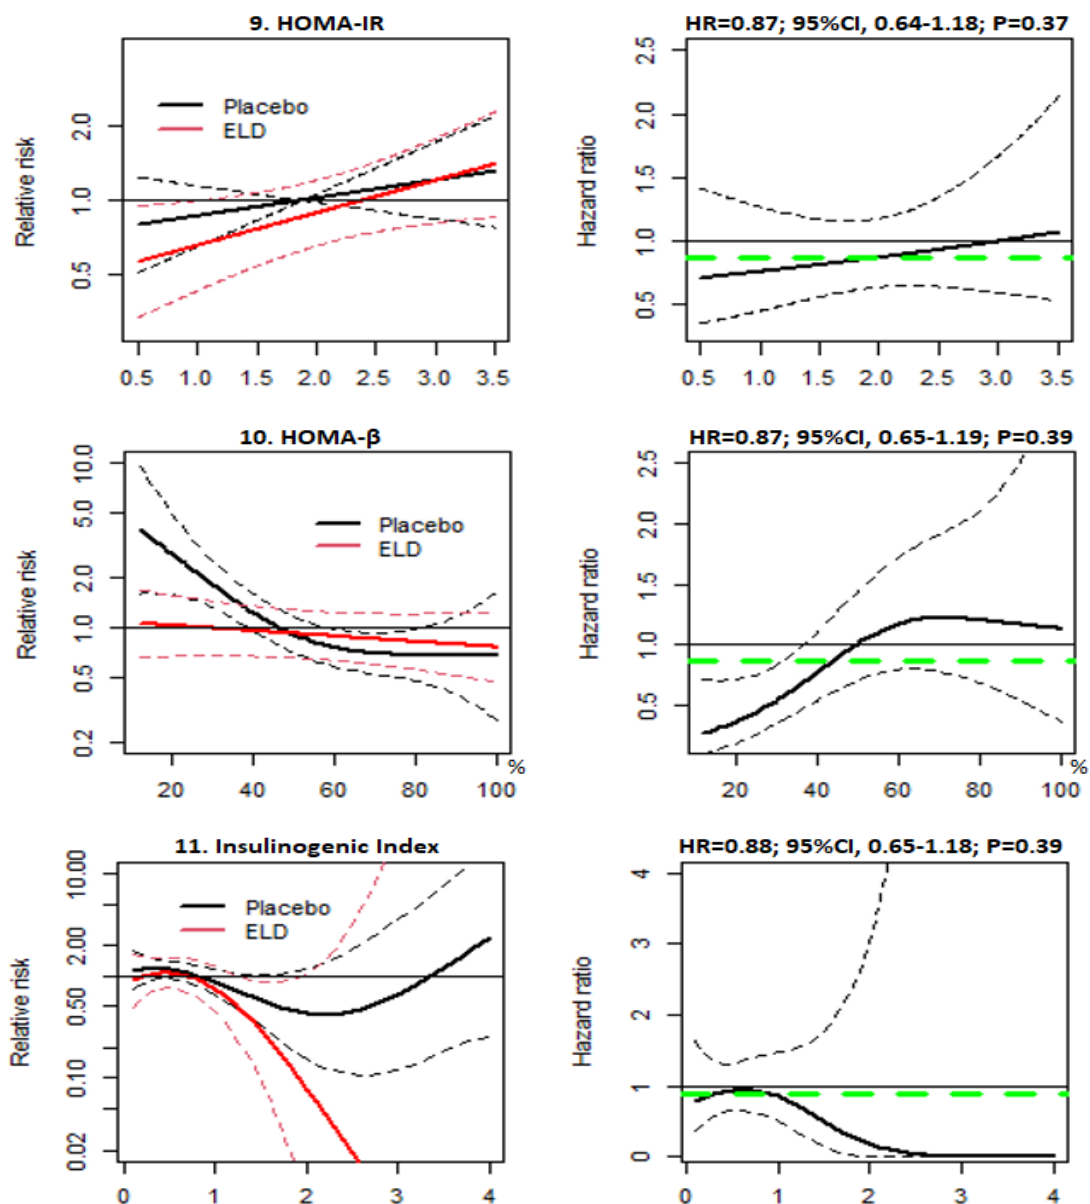 9. HOMA-IR
HR=0.87; 95%CI, 0.64-1.18; P=0.37
Relative risk
2.0
1.0
0.5
Placebo
ELD
0.5 1.0 1.5 2.0 2.5 3.0 3.5
Hazard ratio
2.5
2.0
1.5
1.0
0.5
0.5 1.0 1.5 2.0 2.5 3.0 3.5
10. HOMA-β
HR=0.87; 95%CI, 0.65-1.19; P=0.39
Relative risk
10.0
5.0
2.0
1.0
0.5
0.2
Placebo
ELD
20 40 60 80 100 %
Hazard ratio
2.5
2.0
1.5
1.0
0.5
20 40 60 80 100 %
11. Insulinogenic Index
HR=0.88; 95%CI, 0.65-1.18; P=0.39
Relative risk
10.00
2.00
0.50
0.10
0.02
Placebo
ELD
0 1 2 3 4
Hazard ratio
4
3
2
1
0
0 1 2 3 4